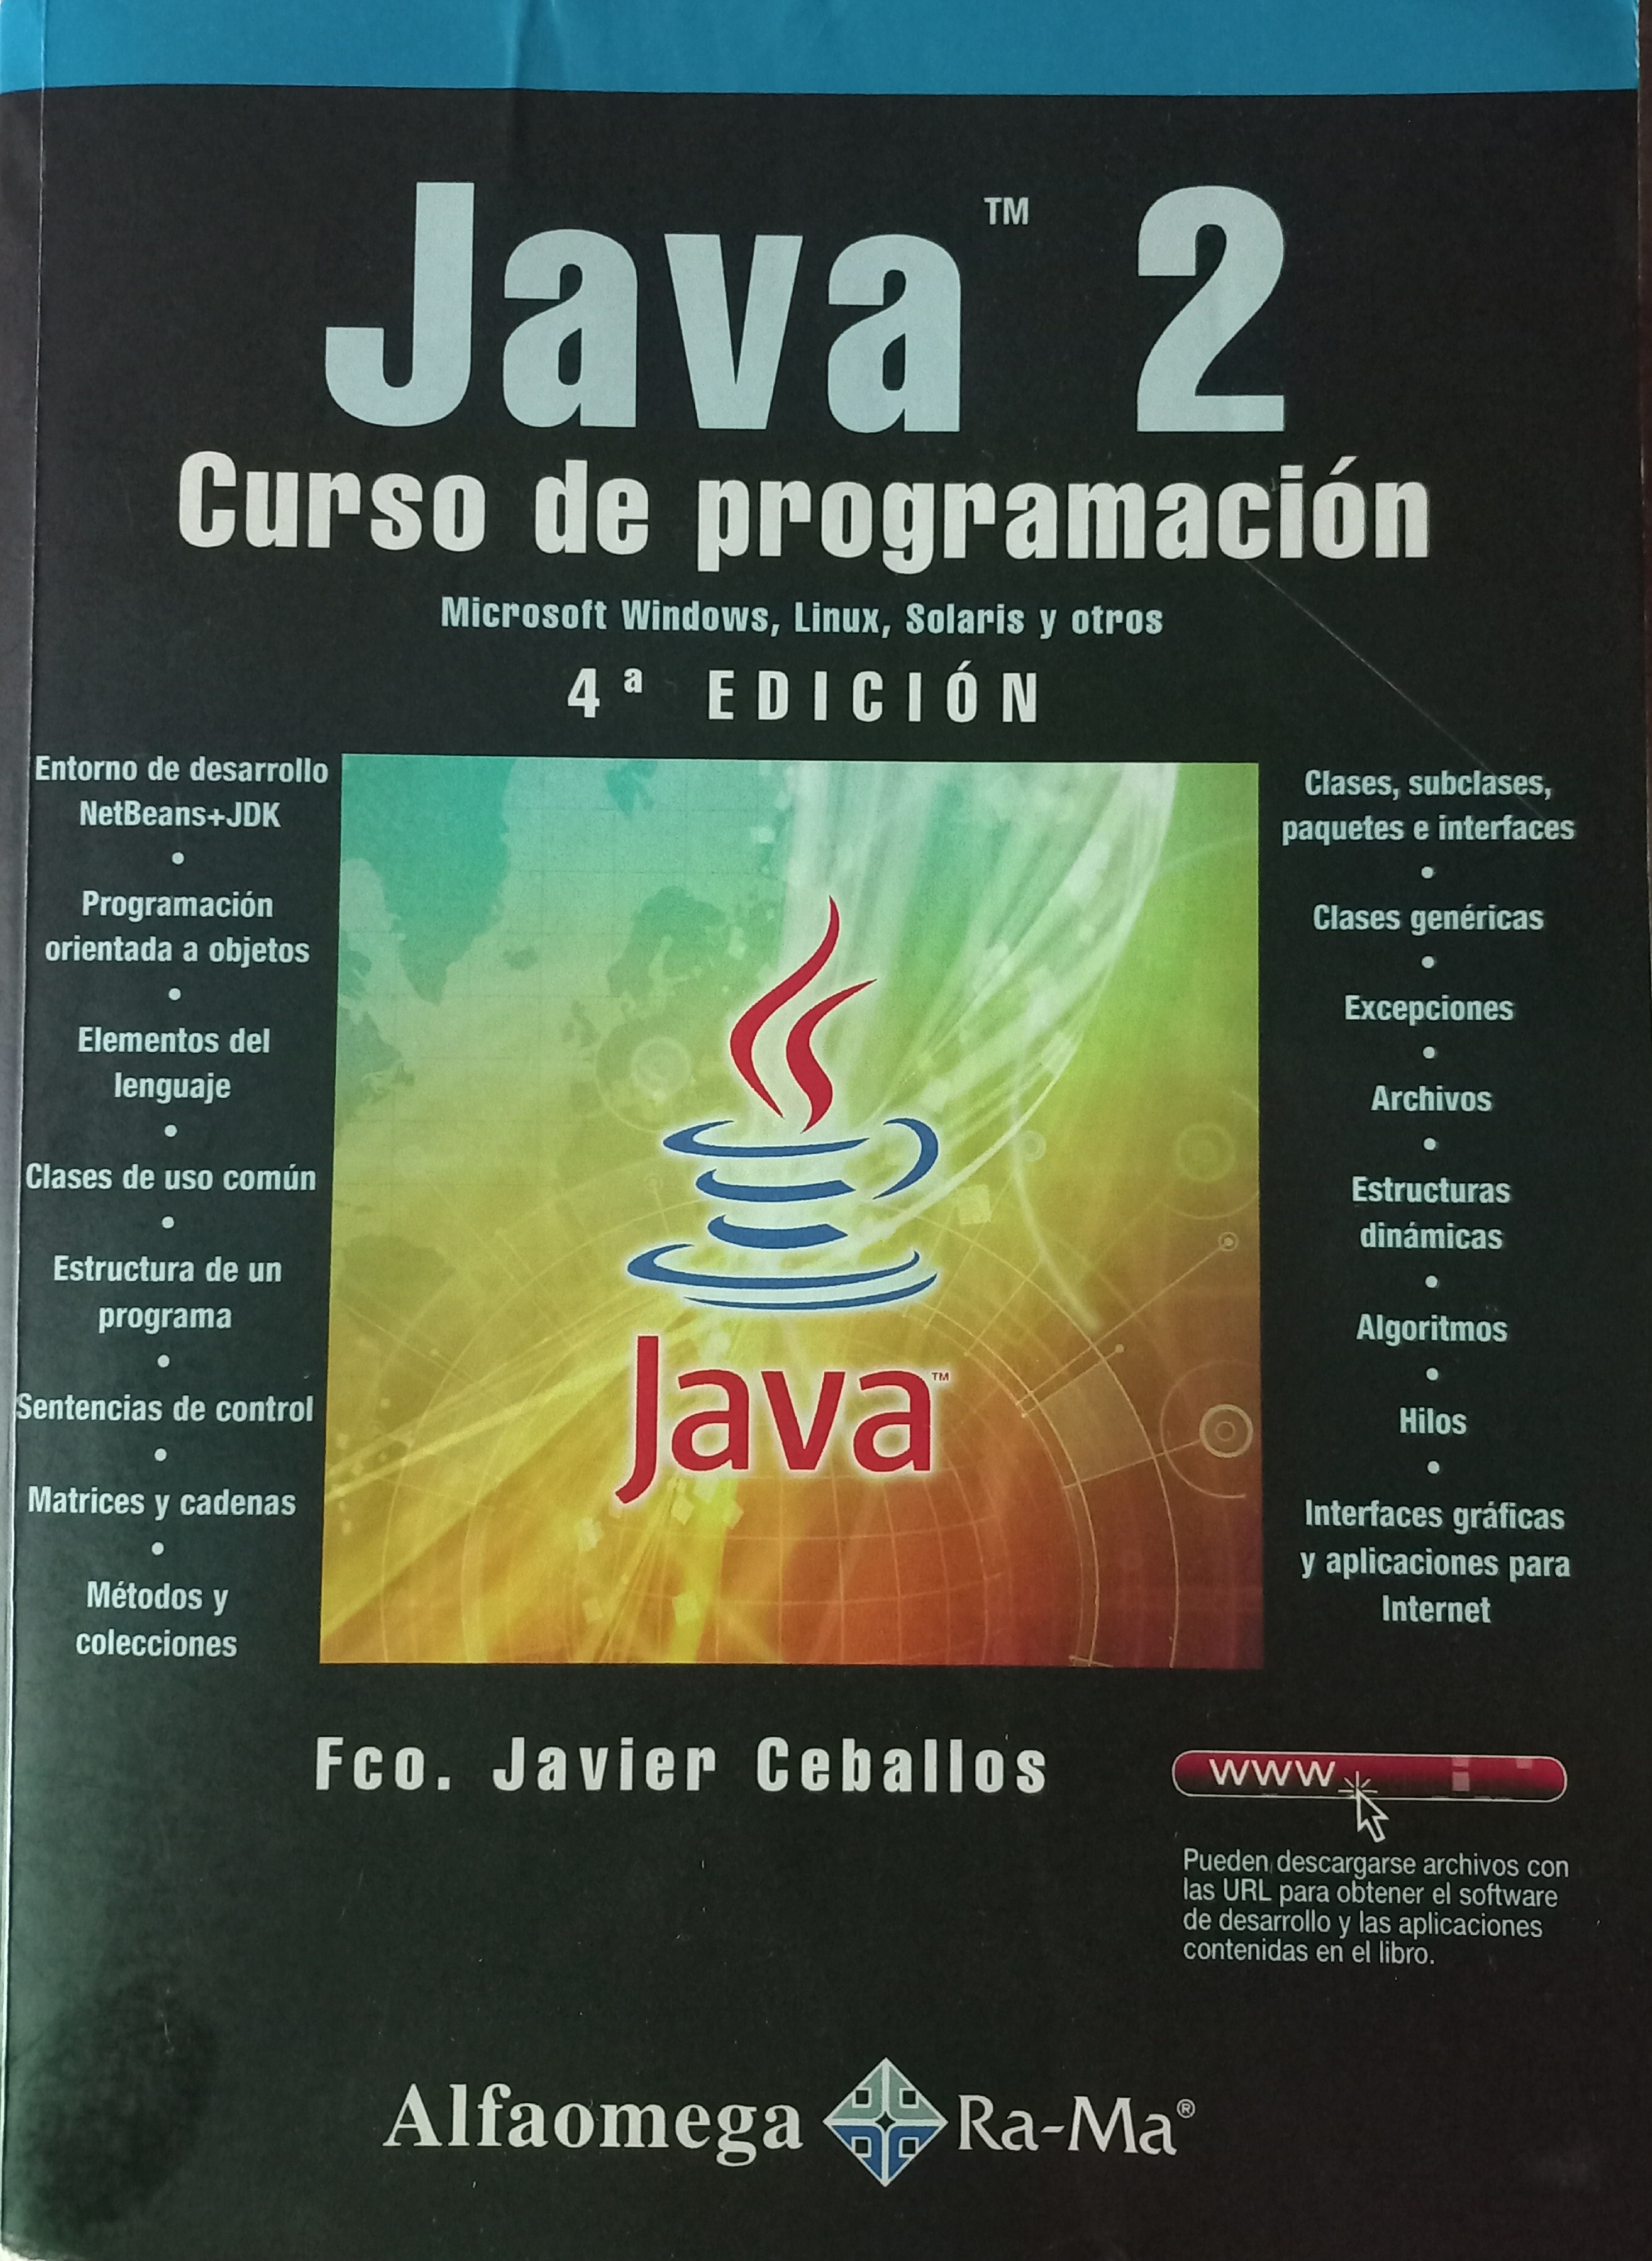 Java™ 2
Curso de programación
Microsoft Windows, Linux, Solaris y otros
4ª EDICIÓN
Entorno de desarrollo
NetBeans+JDK
•
Programación
orientada a objetos
•
Elementos del
lenguaje
•
Clases de uso común
•
Estructura de un
programa
•
Sentencias de control
•
Matrices y cadenas
•
Métodos y
colecciones
Java™
Clases, subclases,
paquetes e interfaces
•
Clases genéricas
•
Excepciones
•
Archivos
•
Estructuras
dinámicas
•
Algoritmos
•
Hilos
•
Interfaces gráficas
y aplicaciones para
Internet
Fco. Javier Ceballos
www
Pueden descargarse archivos con
las URL para obtener el software
de desarrollo y las aplicaciones
contenidas en el libro.
Alfaomega Ra-Ma®